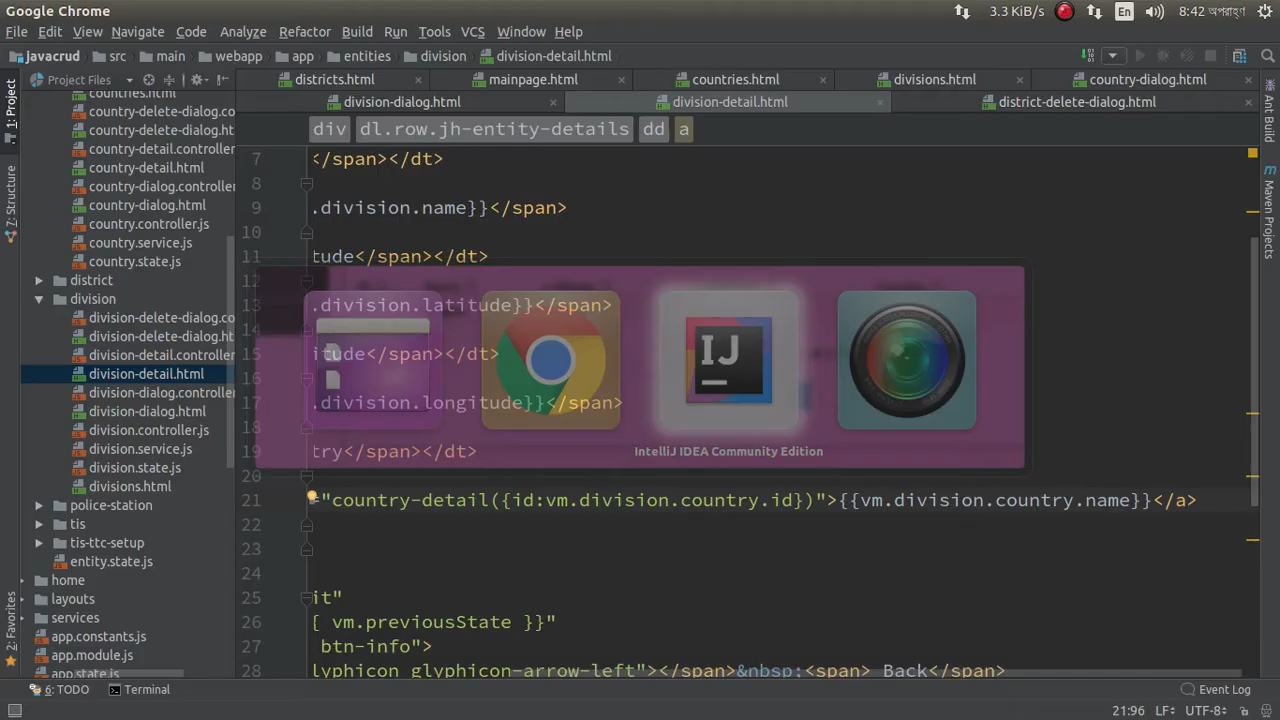 Google Chrome 3.3 KiB/s En 8:42 অপরাহ্ণ
File Edit View Navigate Code Analyze Refactor Build Run Tools VCS Window Help
javacrud src main webapp app entities division division-detail.html
1: Project Project Files districts.html mainpage.html countries.html divisions.html country-dialog.html
division-dialog.html division-detail.html district-delete-dialog.html
Ant Build
Maven Projects
Z: Structure
2: Favorites
countries.html
country-delete-dialog.co
country-delete-dialog.ht
country-detail.controller
country-detail.html
country-dialog.controller
country-dialog.html
country.controller.js
country.service.js
country.state.js
district
division
division-delete-dialog.co
division-delete-dialog.ht
division-detail.controller
division-detail.html
division-dialog.controller
division-dialog.html
division.controller.js
division.service.js
division.state.js
divisions.html
police-station
tis
tis-ttc-setup
entity.state.js
home
layouts
services
app.constants.js
app.module.js
app.state.js
div dl.row.jh-entity-details dd a
7 </span></dt>
8
9 .division.name}}</span>
10
11 tude</span></dt>
12
13 .division.latitude}}</span>
14
15 itude</span></dt>
16
17 .division.longitude}}</span>
18
19 try</span></dt>
IJ
IntelliJ IDEA Community Edition
20
21 ="country-detail({id:vm.division.country.id})">{{vm.division.country.name}}</a>
22
23
24
25 it"
26 [ vm.previousState }}"
27 btn-info">
28 lyphicon glyphicon-arrow-left"></span>&nbsp;<span> Back</span>
6: TODO Terminal Event Log
21:96 LF÷ UTF-8÷